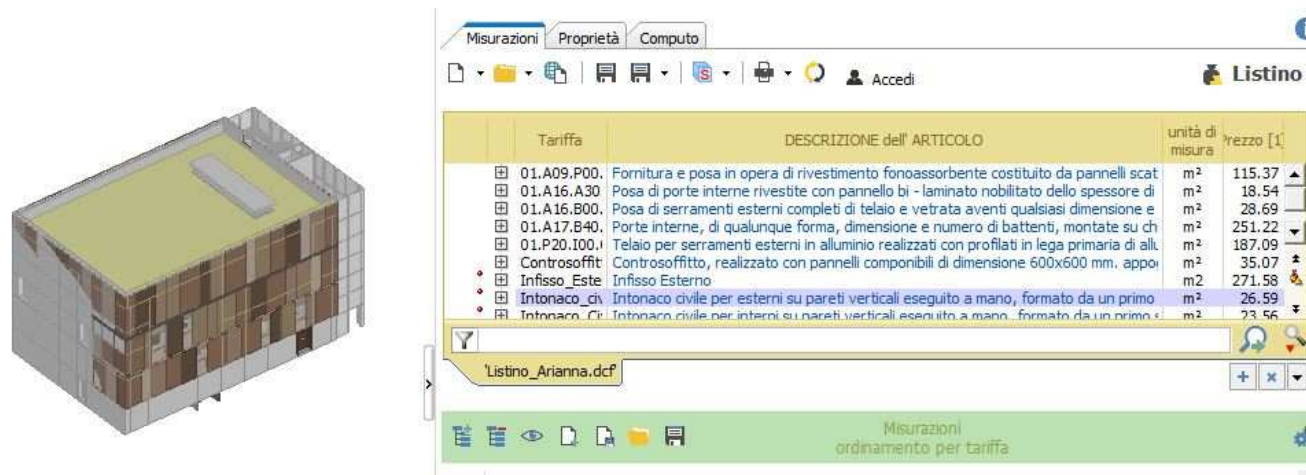 Misurazioni Proprietà Computo
Accedi Listino
Tariffa DESCRIZIONE dell' ARTICOLO unità di misura Prezzo [1]
01.A09.P00. Fornitura e posa in opera di rivestimento fonoassorbente costituito da pannelli scat m² 115.37
01.A16.A30 Posa di porte interne rivestite con pannello bi - laminato nobilitato dello spessore di m² 18.54
01.A16.B00. Posa di serramenti esterni completi di telaio e vetrata aventi qualsiasi dimensione e m² 28.69
01.A17.B40. Porte interne, di qualunque forma, dimensione e numero di battenti, montate su ch m² 251.22
01.P20.I00. Telaio per serramenti esterni in alluminio realizzati con profilati in lega primaria di allu m² 187.09
Controsoffit Controsoffitto, realizzato con pannelli componibili di dimensione 600x600 mm. appo m² 35.07
Infisso_Este Infisso Esterno m2 271.58
Intonaco_civ Intonaco civile per esterni su pareti verticali eseguito a mano, formato da un primo m² 26.59
Intonaco_Civ Intonaco civile per interni su pareti verticali eseguito a mano, formato da un primo s m² 23.56
'Listino_Arianna.dcf'
Misurazioni
ordinamento per tariffa